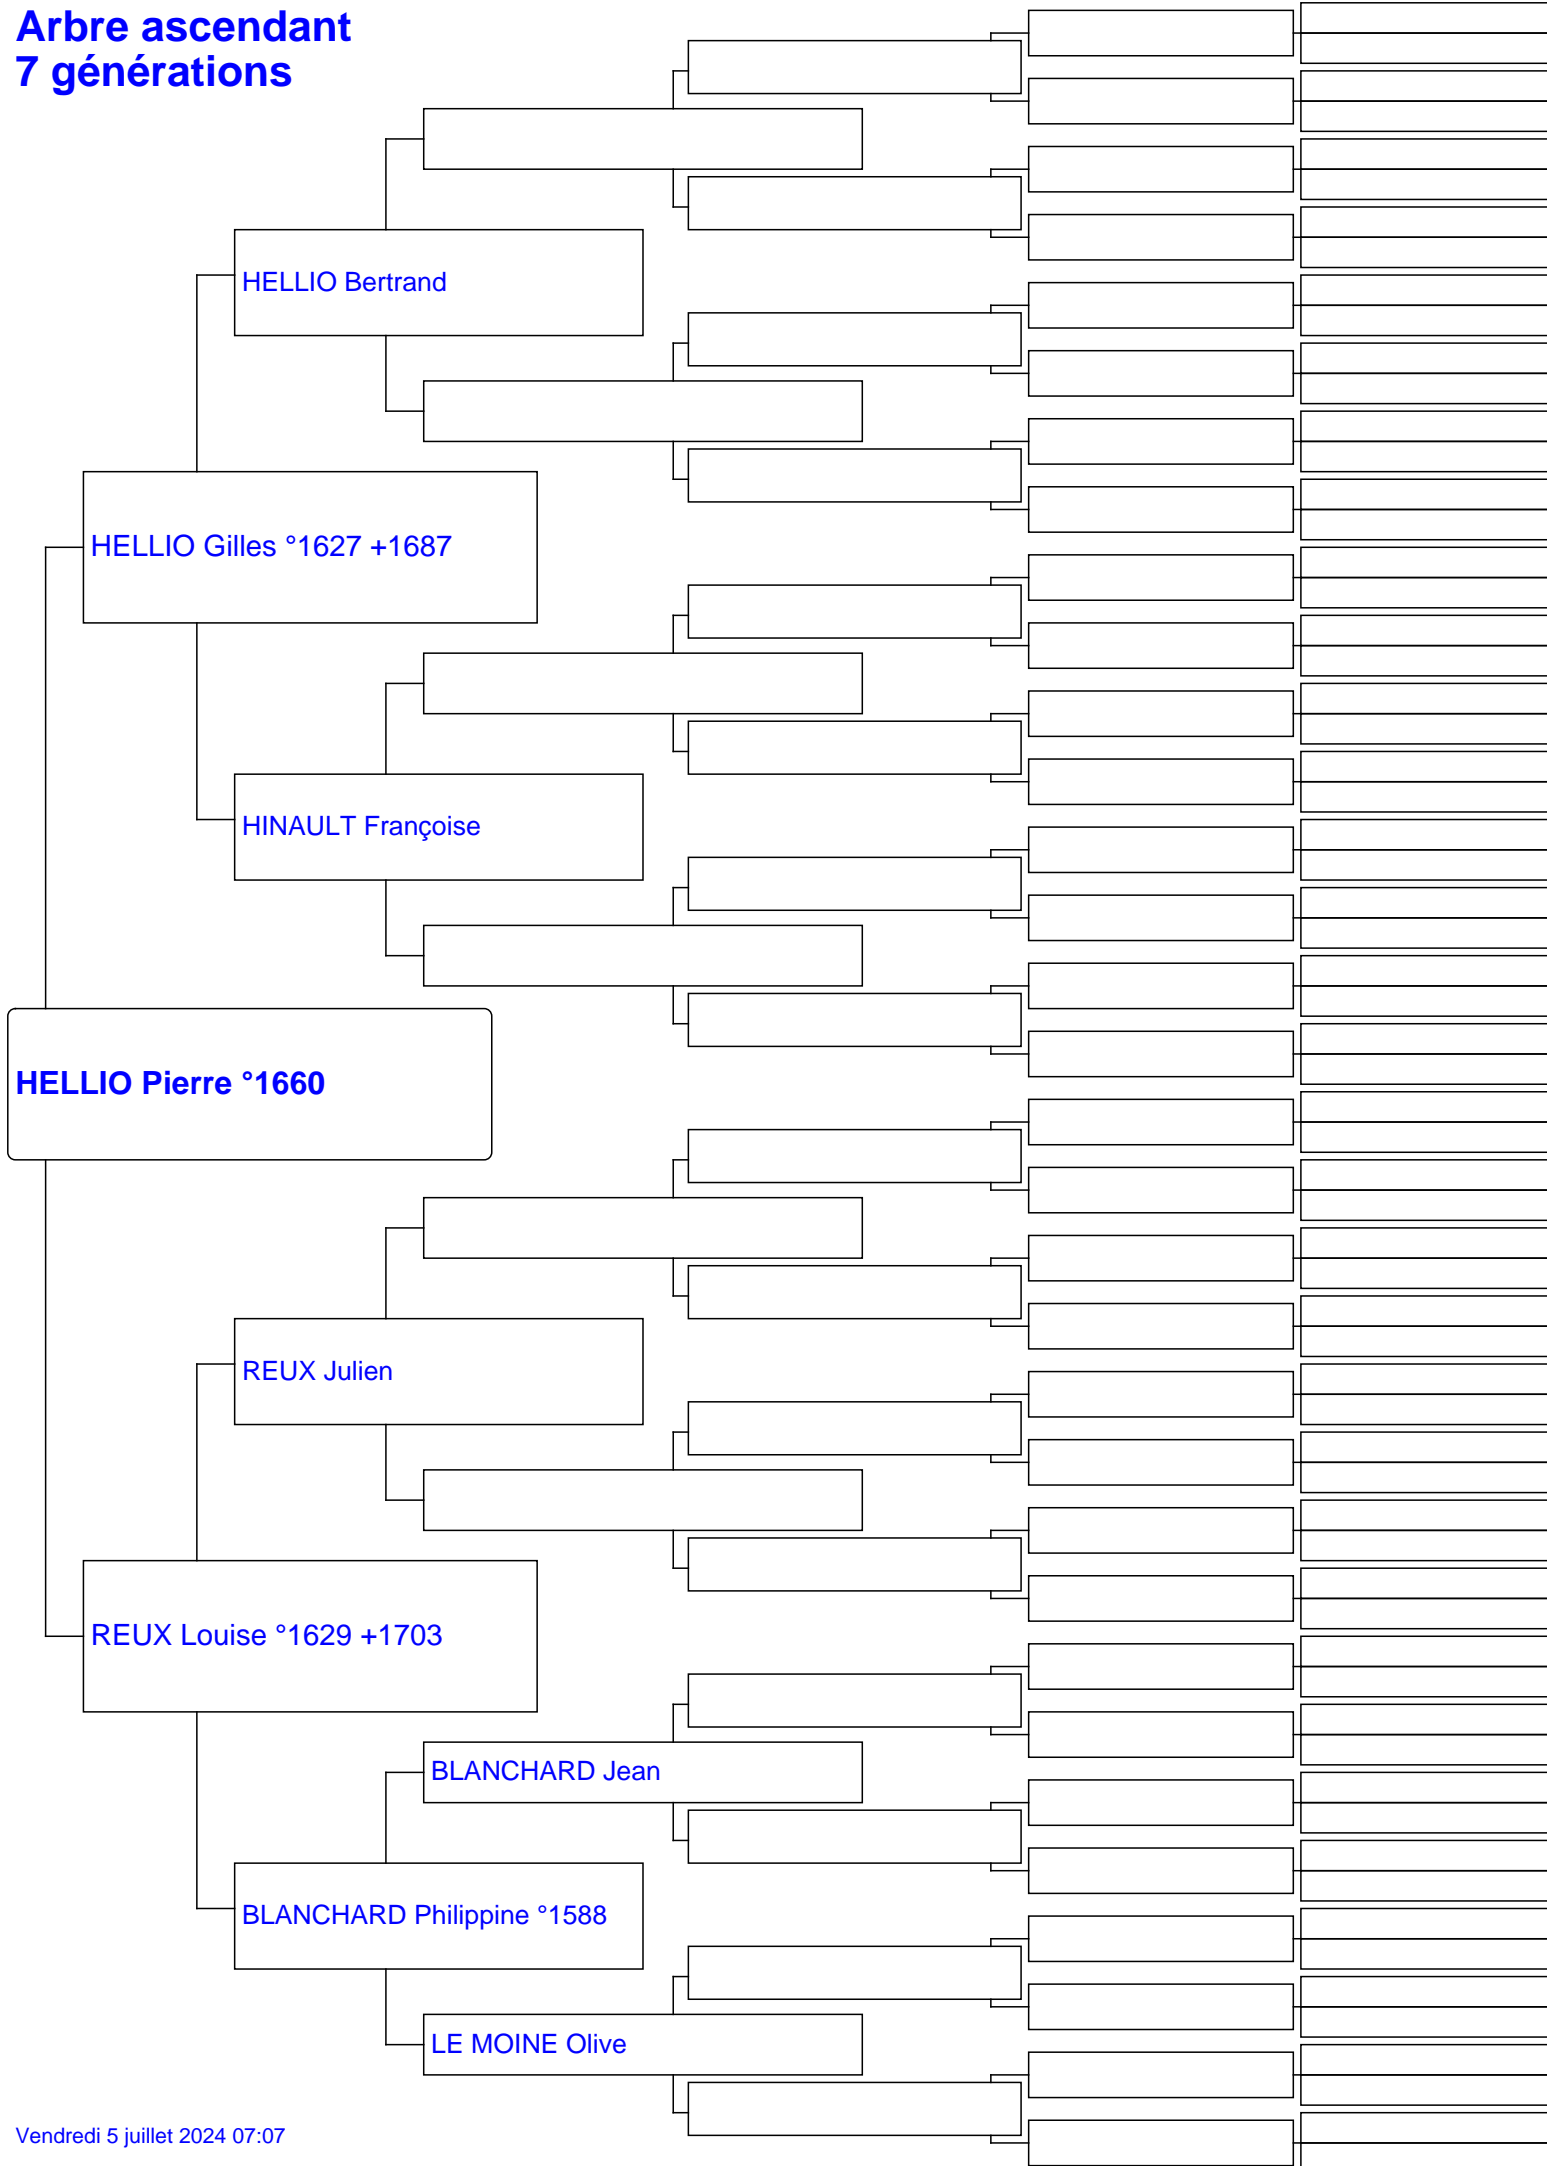 Arbre ascendant
7 générations
HELLIO Bertrand
HELLIO Gilles °1627 +1687
HINAULT Françoise
HELLIO Pierre °1660
REUX Julien
REUX Louise °1629 +1703
BLANCHARD Jean
BLANCHARD Philippine °1588
LE MOINE Olive
Vendredi 5 juillet 2024 07:07